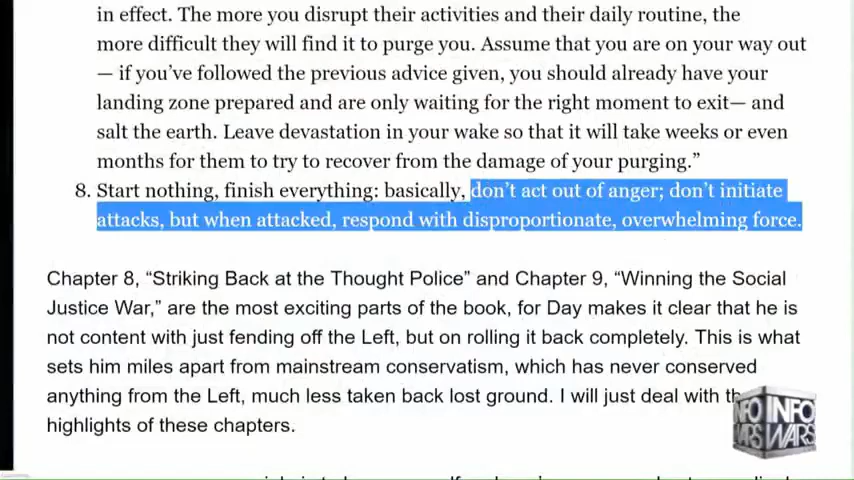 in effect. The more you disrupt their activities and their daily routine, the
more difficult they will find it to purge you. Assume that you are on your way out
— if you’ve followed the previous advice given, you should already have your
landing zone prepared and are only waiting for the right moment to exit— and
salt the earth. Leave devastation in your wake so that it will take weeks or even
months for them to try to recover from the damage of your purging.”
8. Start nothing, finish everything: basically, don’t act out of anger; don’t initiate
attacks, but when attacked, respond with disproportionate, overwhelming force.
Chapter 8, “Striking Back at the Thought Police” and Chapter 9, “Winning the Social
Justice War,” are the most exciting parts of the book, for Day makes it clear that he is
not content with just fending off the Left, but on rolling it back completely. This is what
sets him miles apart from mainstream conservatism, which has never conserved
anything from the Left, much less taken back lost ground. I will just deal with
highlights of these chapters.
INFO INFO
WARS WARS